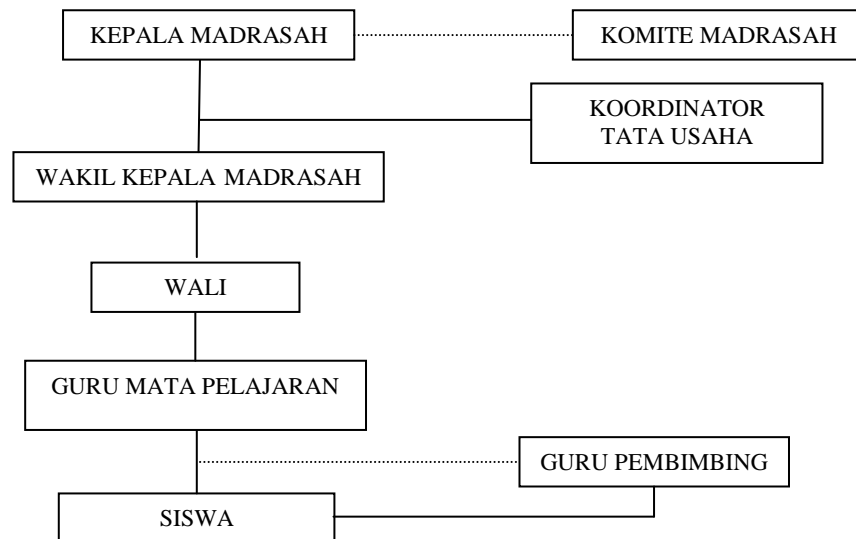 KEPALA MADRASAH
KOMITE MADRASAH
KOORDINATOR
TATA USAHA
WAKIL KEPALA MADRASAH
WALI
GURU MATA PELAJARAN
GURU PEMBIMBING
SISWA